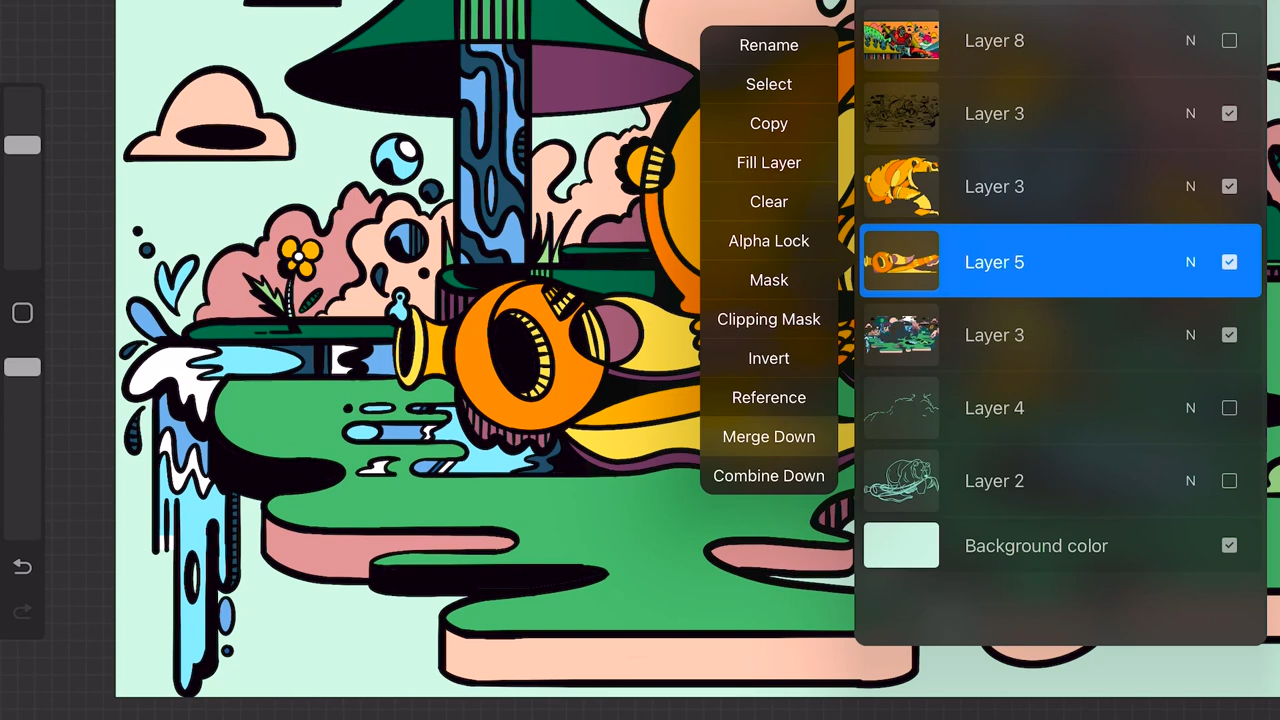 Rename
Select
Copy
Fill Layer
Clear
Alpha Lock
Mask
Clipping Mask
Invert
Reference
Merge Down
Combine Down
Layer 8 N
Layer 3 N
Layer 3 N
Layer 5 N
Layer 3 N
Layer 4 N
Layer 2 N
Background color